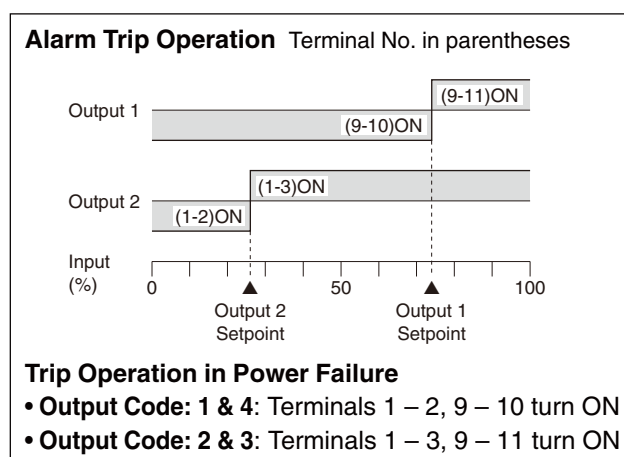 Alarm Trip Operation Terminal No. in parentheses
(9-11)ON
Output 1
(9-10)ON
(1-3)ON
Output 2
(1-2)ON
Input
(%)
0 50 100
Output 2 Output 1
Setpoint Setpoint
Trip Operation in Power Failure
• Output Code: 1 & 4: Terminals 1 – 2, 9 – 10 turn ON
• Output Code: 2 & 3: Terminals 1 – 3, 9 – 11 turn ON